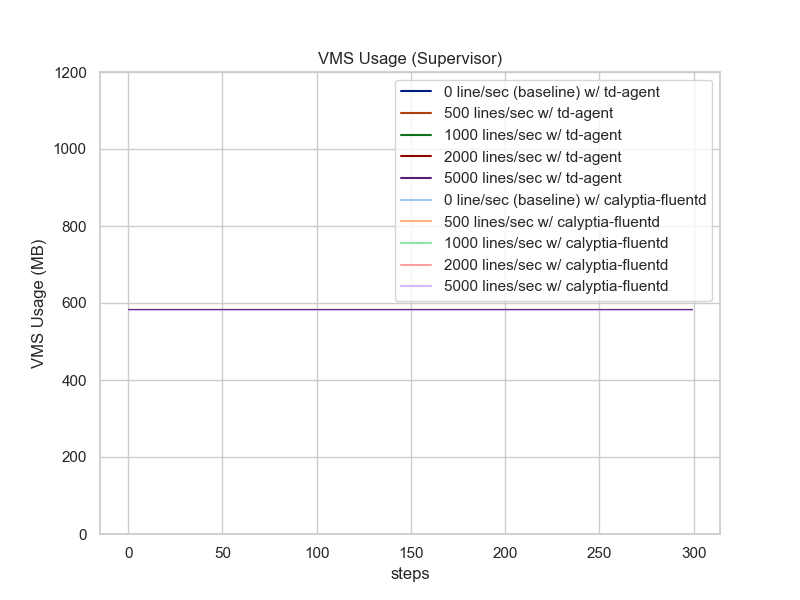 VMS Usage (Supervisor)
1200
1000
800
600
400
200
0
VMS Usage (MB)
0 line/sec (baseline) w/ td-agent
500 lines/sec w/ td-agent
1000 lines/sec w/ td-agent
2000 lines/sec w/ td-agent
5000 lines/sec w/ td-agent
0 line/sec (baseline) w/ calyptia-fluentd
500 lines/sec w/ calyptia-fluentd
1000 lines/sec w/ calyptia-fluentd
2000 lines/sec w/ calyptia-fluentd
5000 lines/sec w/ calyptia-fluentd
0 50 100 150 200 250 300
steps